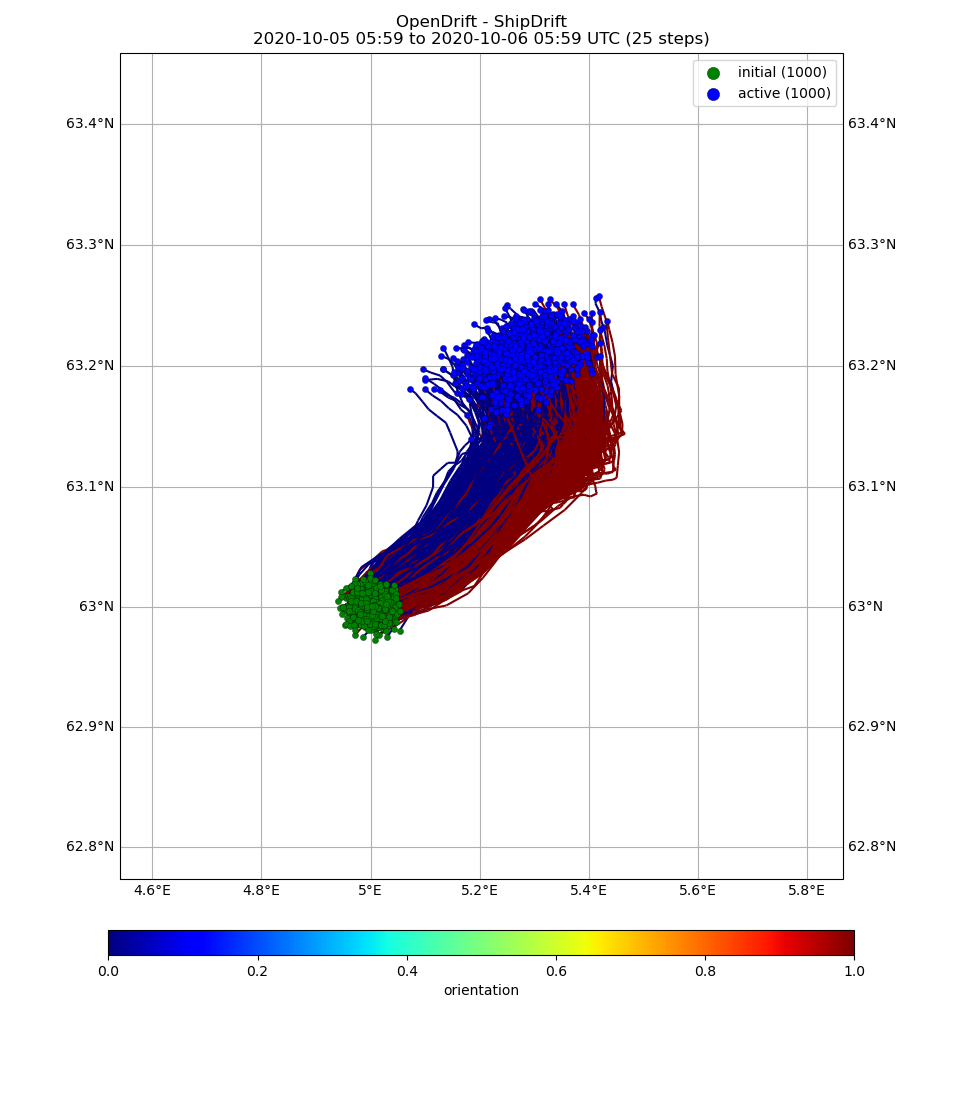 OpenDrift - ShipDrift
2020-10-05 05:59 to 2020-10-06 05:59 UTC (25 steps)
initial (1000)
active (1000)
63.4°N 63.4°N
63.3°N 63.3°N
63.2°N 63.2°N
63.1°N 63.1°N
63°N 63°N
62.9°N 62.9°N
62.8°N 62.8°N
4.6°E 4.8°E 5°E 5.2°E 5.4°E 5.6°E 5.8°E
0.0 0.2 0.4 0.6 0.8 1.0
orientation